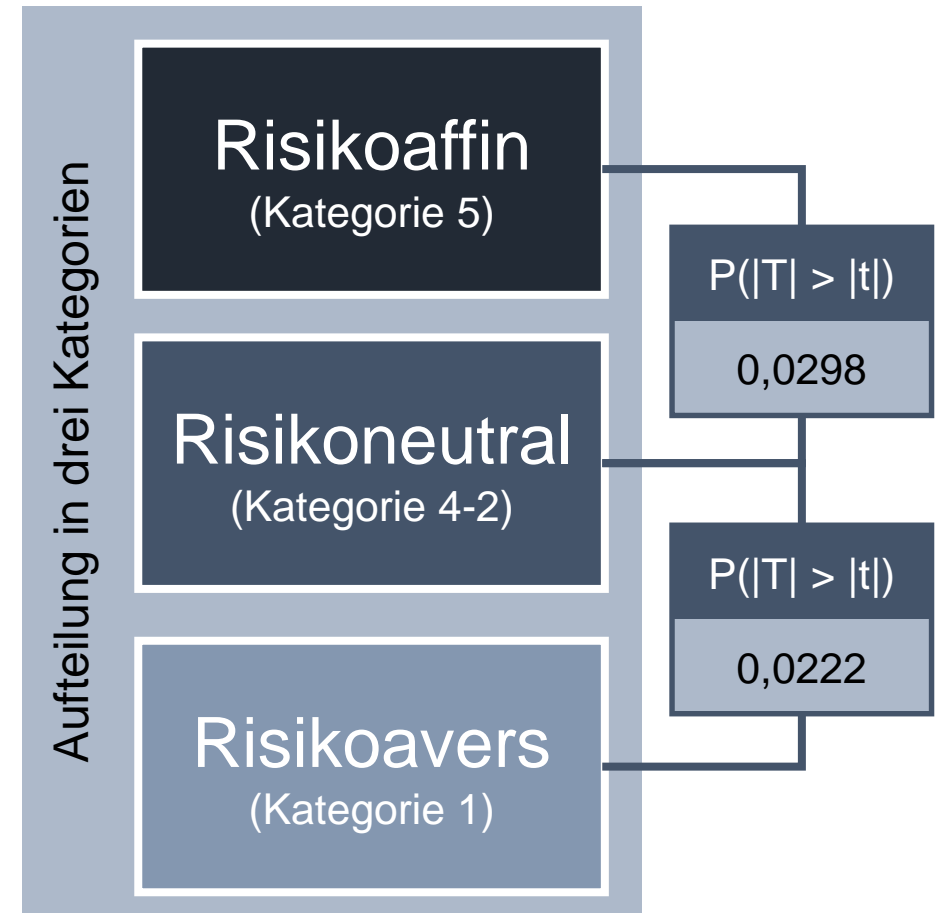 Aufteilung in drei Kategorien
Risikoaffin
(Kategorie 5)
P(|T| > |t|)
0,0298
Risikoneutral
(Kategorie 4-2)
P(|T| > |t|)
0,0222
Risikoavers
(Kategorie 1)